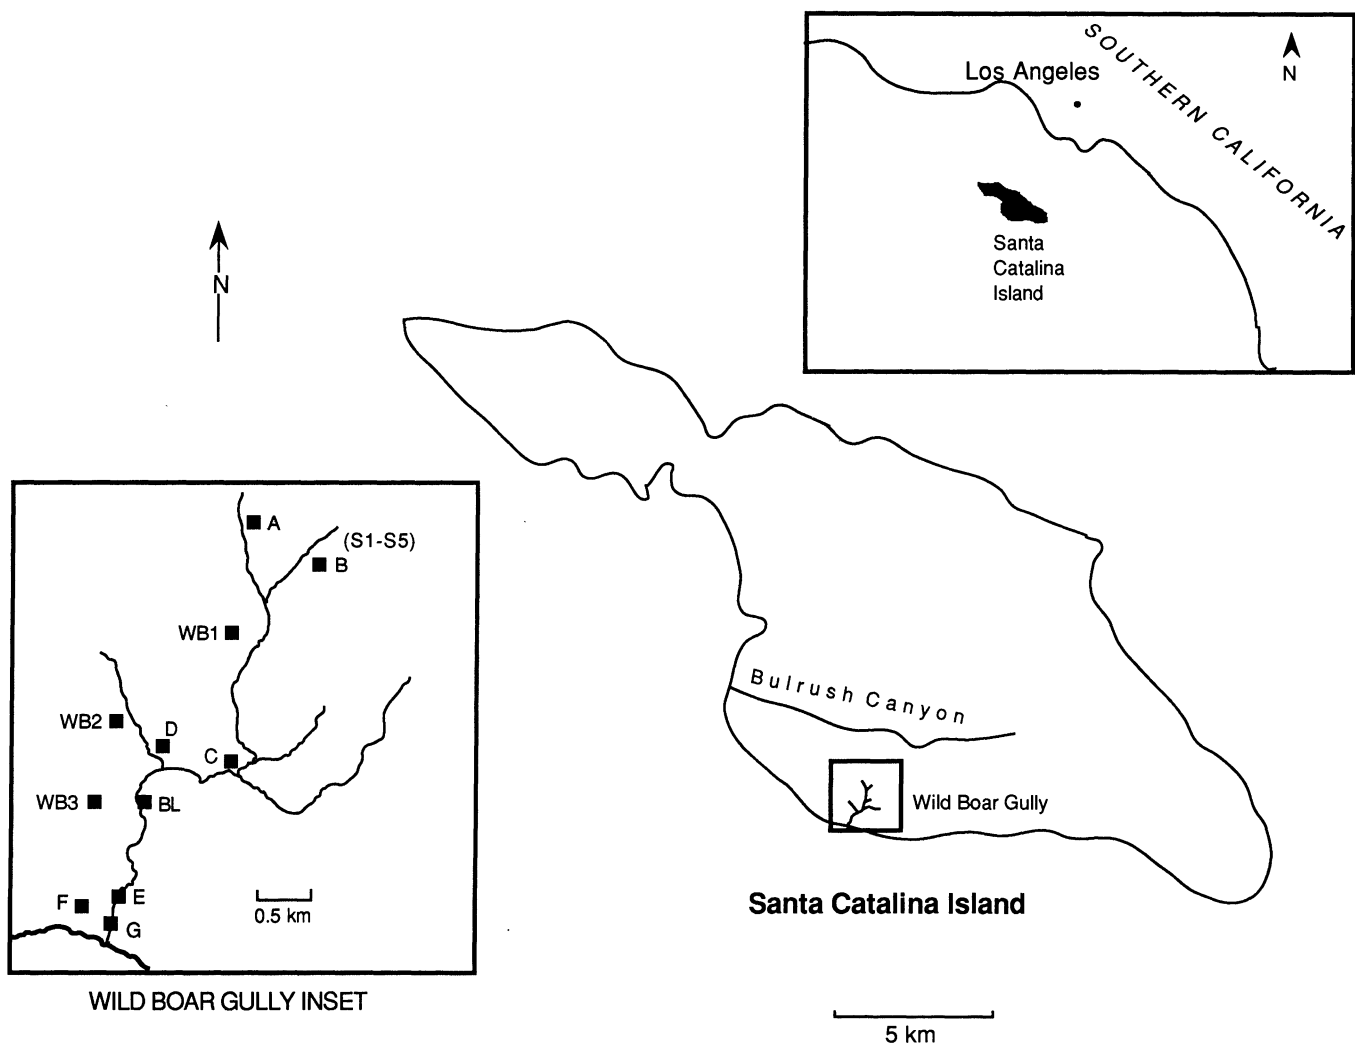 SOUTHERN CALIFORNIA
Los Angeles
N
Santa
Catalina
Island
N
A
(S1-S5)
B
WB1
WB2
D
C
WB3
BL
E
F
G
0.5 km
WILD BOAR GULLY INSET
Bulrush Canyon
Wild Boar Gully
Santa Catalina Island
5 km